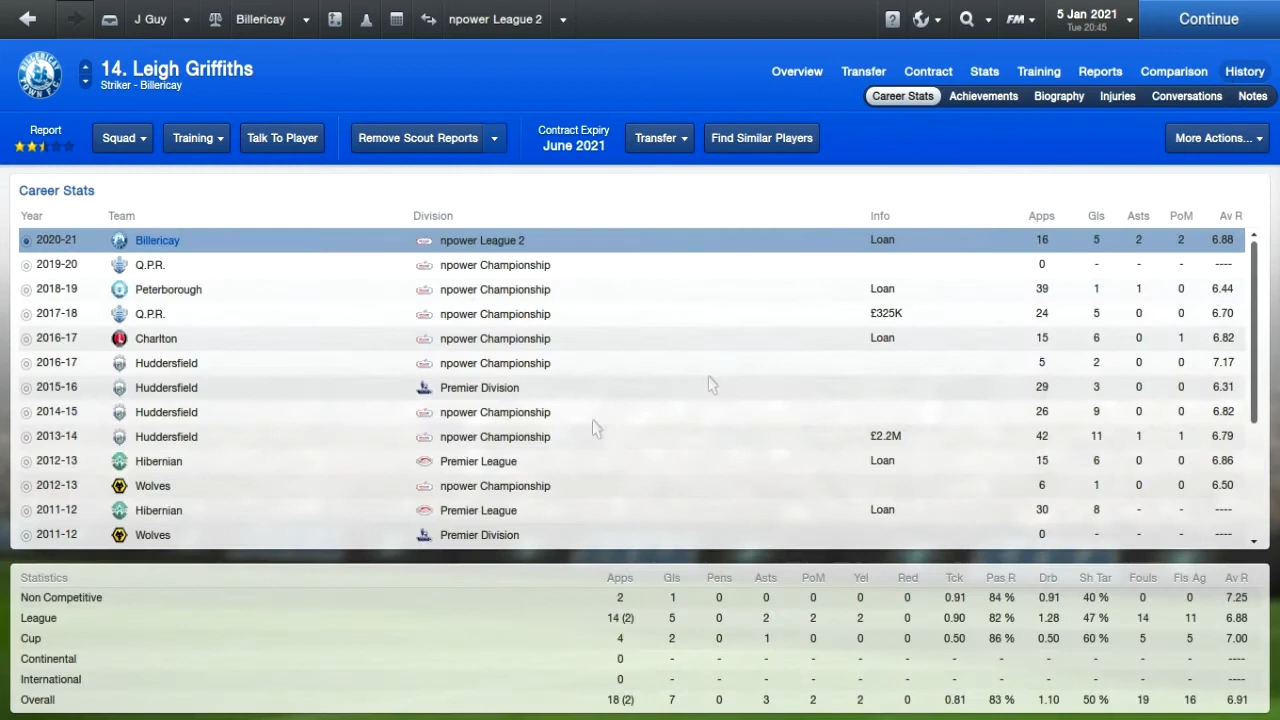 J Guy Billericay npower League 2 ? FM 5 Jan 2021 Continue
Tue 20:45
14. Leigh Griffiths
Striker - Billericay
Overview Transfer Contract Stats Training Reports Comparison History
Career Stats Achievements Biography Injuries Conversations Notes
Report Squad Training Talk To Player Remove Scout Reports Contract Expiry June 2021 Transfer Find Similar Players More Actions...
Career Stats
Year Team Division Info Apps Gls Asts PoM Av R
2020-21 Billericay npower League 2 Loan 16 5 2 2 6.88
2019-20 Q.P.R. npower Championship 0 - - - ----
2018-19 Peterborough npower Championship Loan 39 1 1 0 6.44
2017-18 Q.P.R. npower Championship £325K 24 5 0 0 6.70
2016-17 Charlton npower Championship Loan 15 6 0 1 6.82
2016-17 Huddersfield npower Championship 5 2 0 0 7.17
2015-16 Huddersfield Premier Division 29 3 0 0 6.31
2014-15 Huddersfield npower Championship 26 9 0 0 6.82
2013-14 Huddersfield npower Championship £2.2M 42 11 1 1 6.79
2012-13 Hibernian Premier League Loan 15 6 0 0 6.86
2012-13 Wolves npower Championship 6 1 0 0 6.50
2011-12 Hibernian Premier League Loan 30 8 - - ----
2011-12 Wolves Premier Division 0 - - - ----
Statistics Apps Gls Pens Asts PoM Yel Red Tck Pas R Drb Sh Tar Fouls Fls Ag Av R
Non Competitive 2 1 0 0 0 0 0 0.91 84 % 0.91 40 % 0 0 7.25
League 14 (2) 5 0 2 2 2 0 0.90 82 % 1.28 47 % 14 11 6.88
Cup 4 2 0 1 0 0 0 0.50 86 % 0.50 60 % 5 5 7.00
Continental 0 - - - - - - - - - - - - ----
International 0 - - - - - - - - - - - - ----
Overall 18 (2) 7 0 3 2 2 0 0.81 83 % 1.10 50 % 19 16 6.91